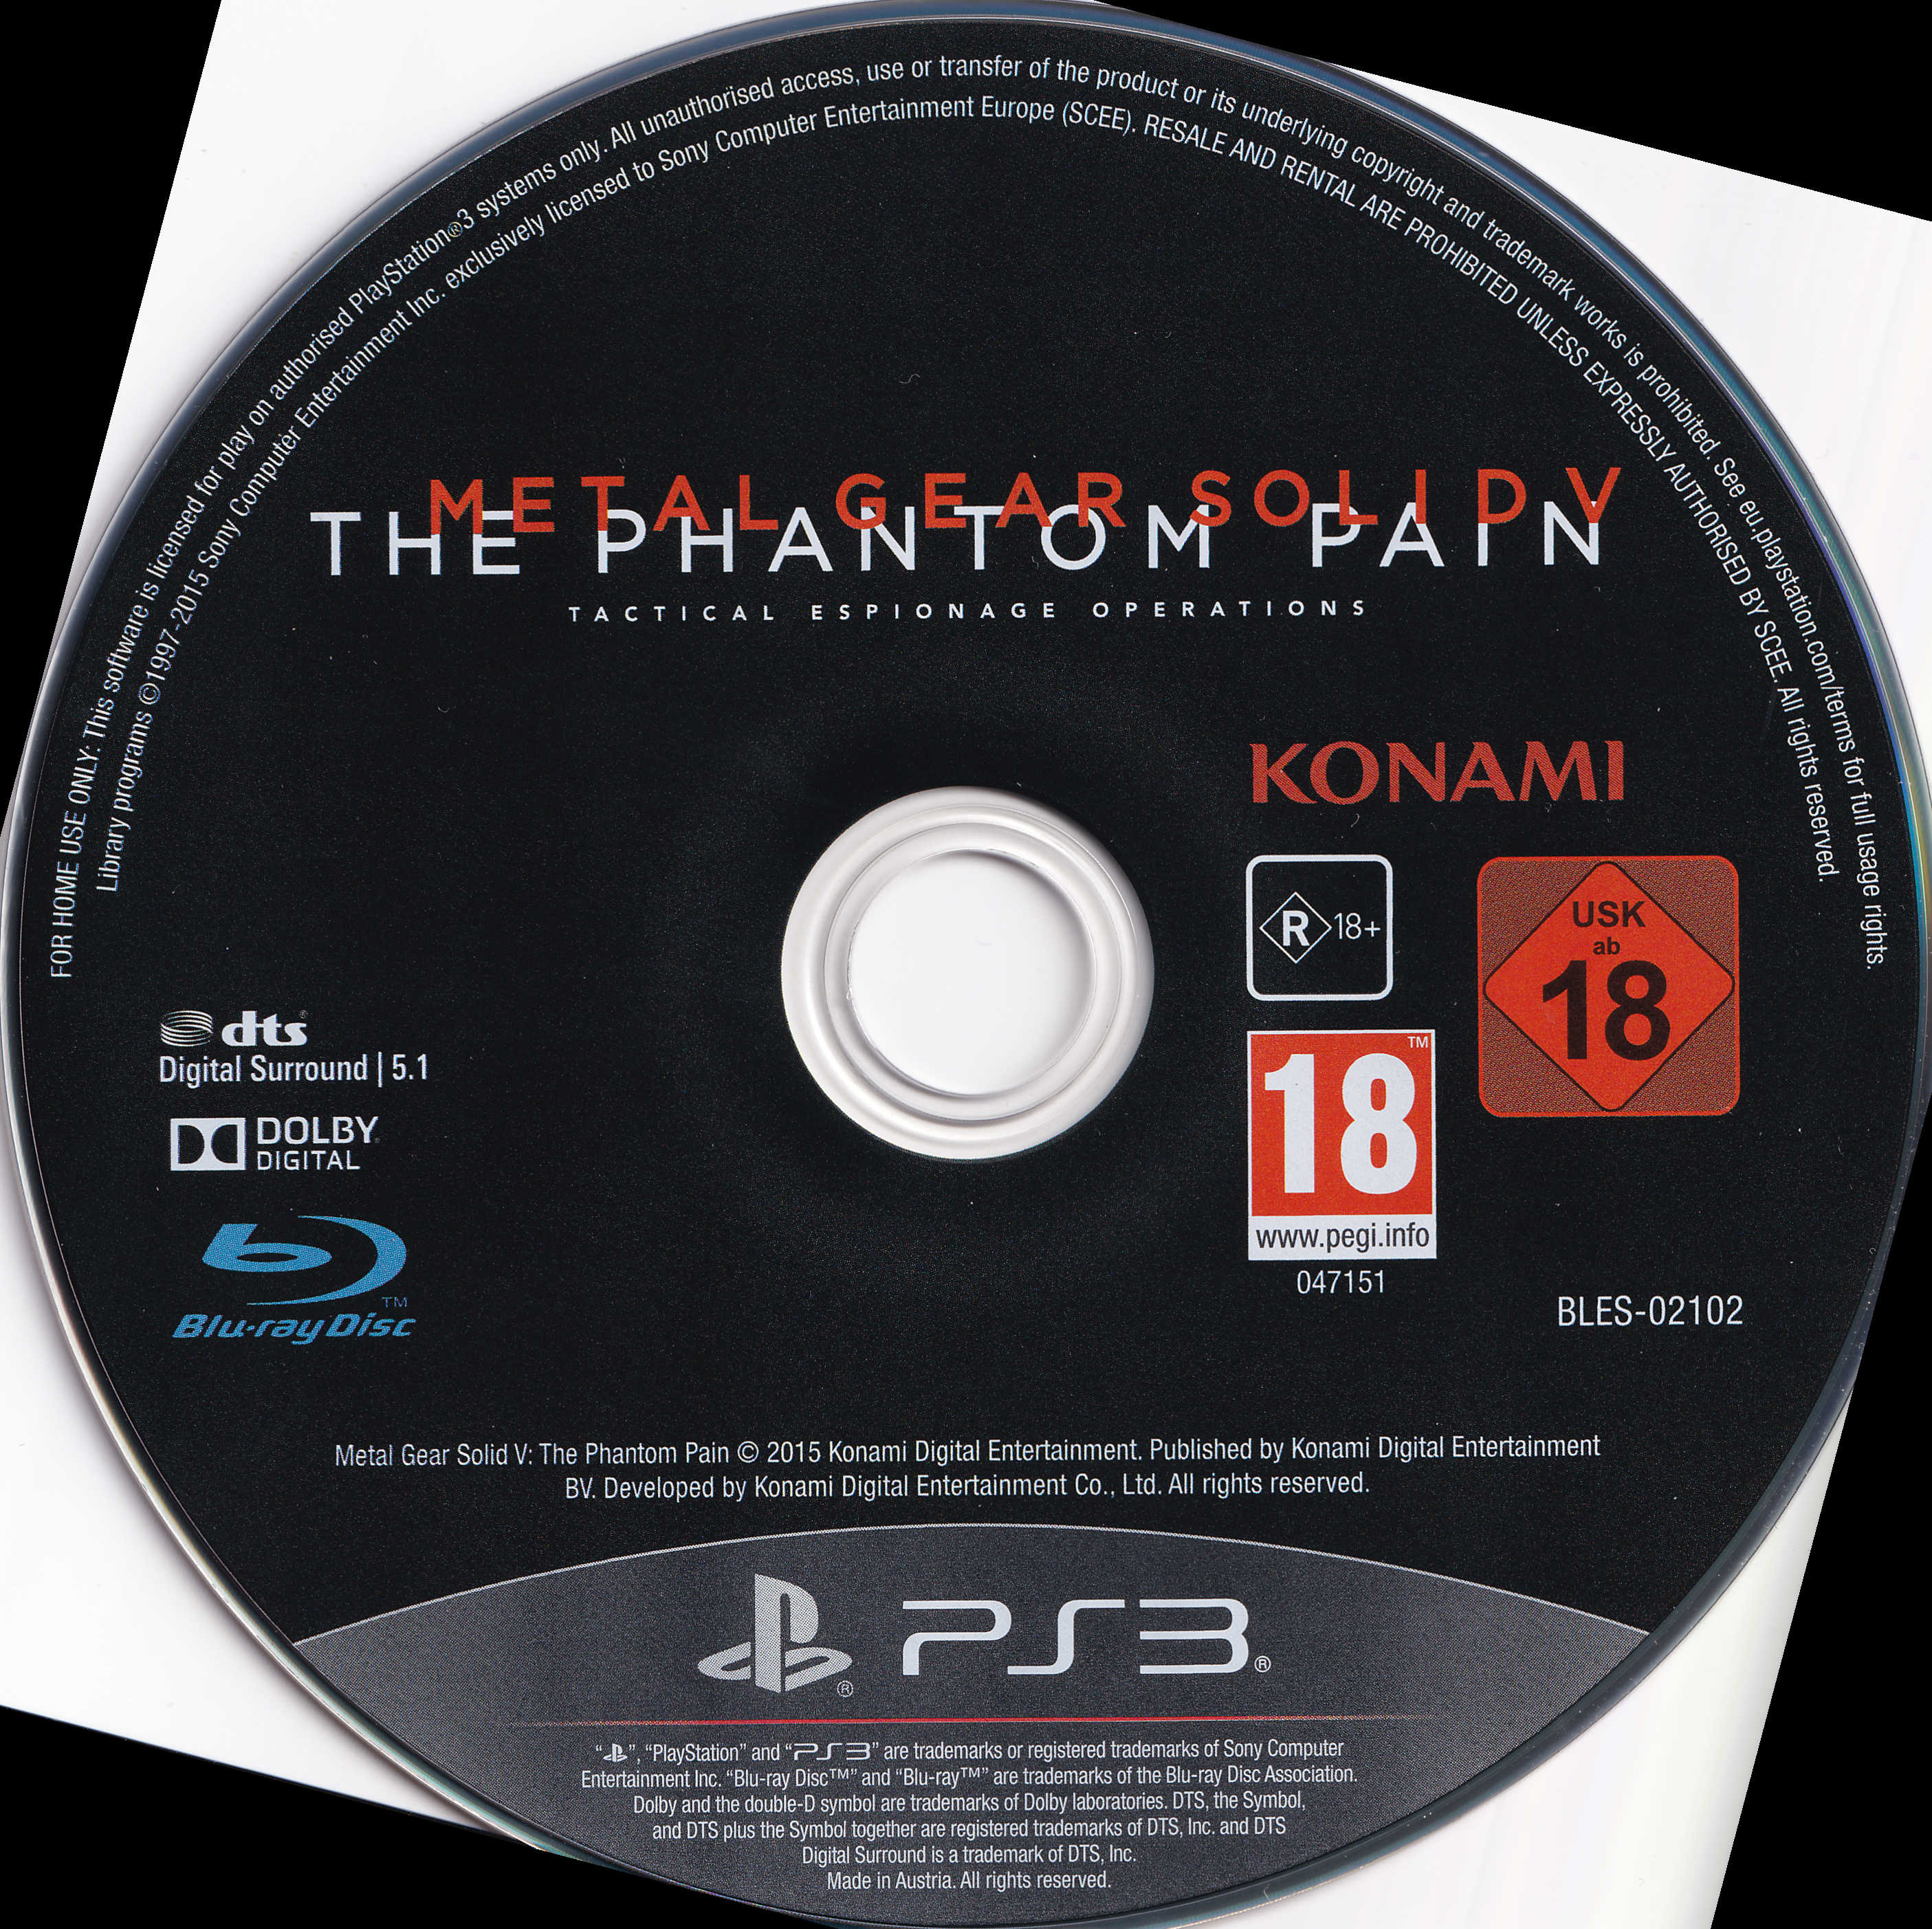 FOR HOME USE ONLY: This software is licensed for play on authorised PlayStation®3 systems only. All unauthorised access, use or transfer of the product or its underlying copyright and trademark works is prohibited. See eu.playstation.com/terms for full usage rights.
Library programs ©1997-2015 Sony Computer Entertainment Inc. exclusively licensed to Sony Computer Entertainment Europe (SCEE). RESALE AND RENTAL ARE PROHIBITED UNLESS EXPRESSLY AUTHORISED BY SCEE. All rights reserved.
METAL GEAR SOLID V
THE PHANTOM PAIN
TACTICAL ESPIONAGE OPERATIONS
KONAMI
R 18+
USK
ab
18
dts®
Digital Surround | 5.1
DOLBY®
DIGITAL
Blu-ray Disc™
18™
www.pegi.info
047151
BLES-02102
Metal Gear Solid V: The Phantom Pain © 2015 Konami Digital Entertainment. Published by Konami Digital Entertainment
BV. Developed by Konami Digital Entertainment Co., Ltd. All rights reserved.
® PS3®
“ ”, “PlayStation” and “PS3” are trademarks or registered trademarks of Sony Computer
Entertainment Inc. “Blu-ray Disc™” and “Blu-ray™” are trademarks of the Blu-ray Disc Association.
Dolby and the double-D symbol are trademarks of Dolby laboratories. DTS, the Symbol,
and DTS plus the Symbol together are registered trademarks of DTS, Inc. and DTS
Digital Surround is a trademark of DTS, Inc.
Made in Austria. All rights reserved.